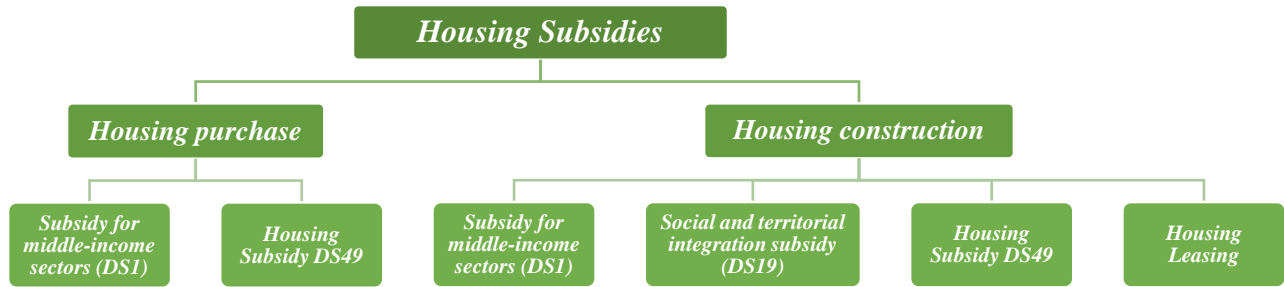 Housing Subsidies
Housing purchase
Housing construction
Subsidy for
middle-income
sectors (DS1)
Housing
Subsidy DS49
Subsidy for
middle-income
sectors (DS1)
Social and territorial
integration subsidy
(DS19)
Housing
Subsidy DS49
Housing
Leasing